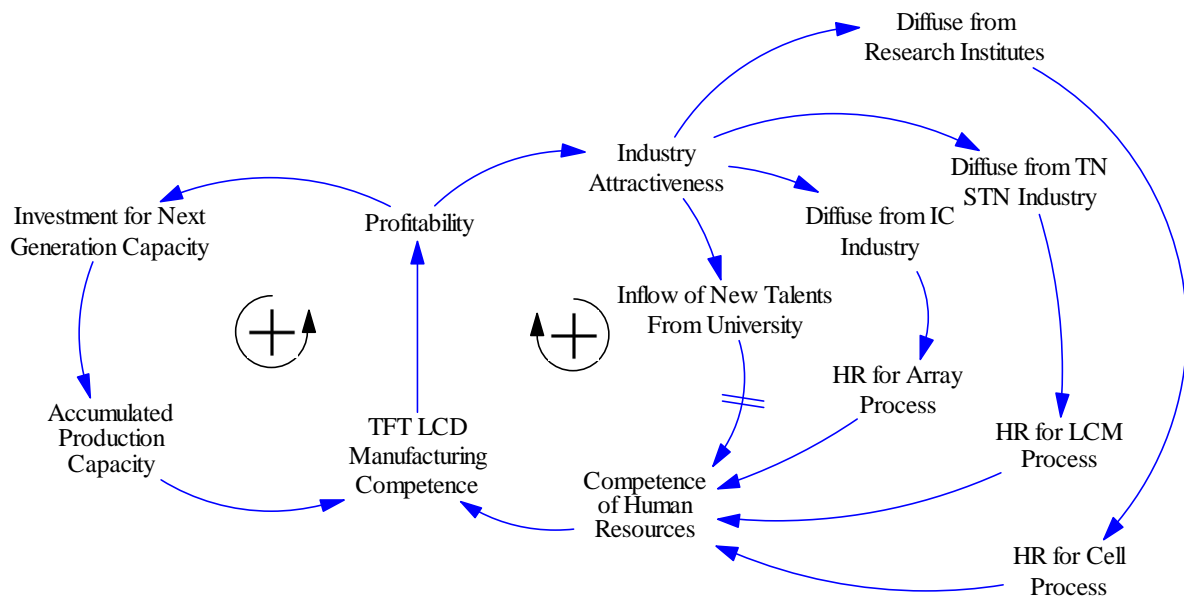 Diffuse from
Research Institutes
Industry
Attractiveness
Diffuse from TN
STN Industry
Investment for Next
Generation Capacity
Profitability
Diffuse from IC
Industry
Inflow of New Talents
From University
HR for Array
Process
Accumulated
Production
Capacity
TFT LCD
Manufacturing
Competence
HR for LCM
Process
Competence
of Human
Resources
HR for Cell
Process